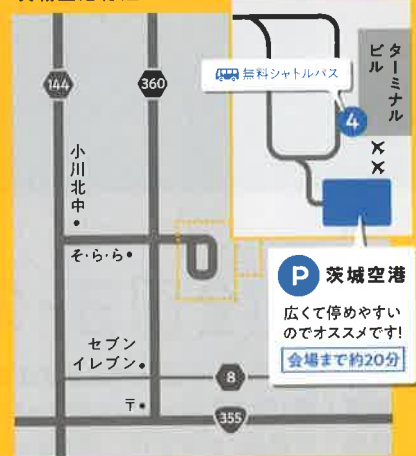 144
360
無料シャトルバス
ターミナル
ビル
4
小川北中
そ・ら・ら
P 茨城空港
広くて停めやすい
のでオススメです!
会場まで約20分
セブン
イレブン
8
〒
355